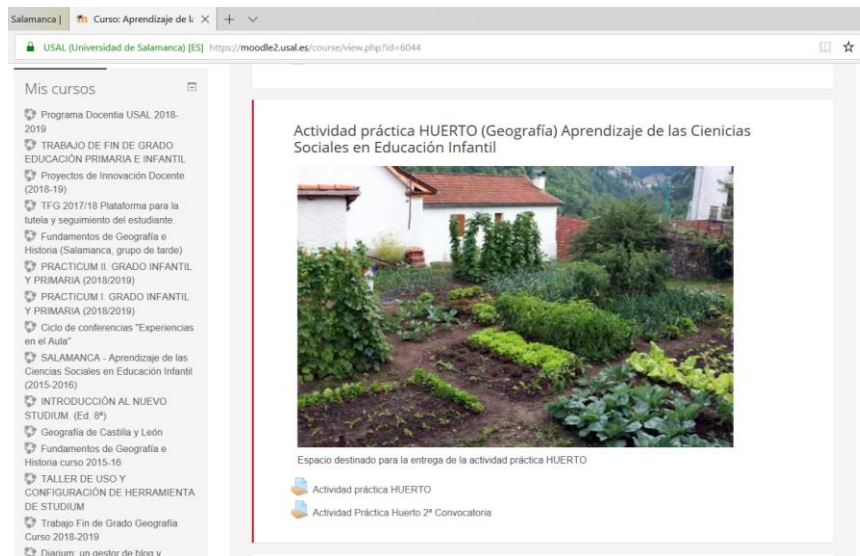 Salamanca |
Curso: Aprendizaje de la
USAL (Universidad de Salamanca) [ES]
https://moodle2.usal.es/course/view.php?id=6044
Mis cursos
Programa Docentia USAL 2018-
2019
TRABAJO DE FIN DE GRADO
EDUCACIÓN PRIMARIA E INFANTIL
Proyectos de Innovación Docente
(2018-19)
TFG 2017/18 Plataforma para la
tutela y seguimiento del estudiante.
Fundamentos de Geografía e
Historia (Salamanca, grupo de tarde)
PRACTICUM II. GRADO INFANTIL
Y PRIMARIA (2018/2019)
PRACTICUM I. GRADO INFANTIL
Y PRIMARIA (2018/2019)
Ciclo de conferencias "Experiencias
en el Aula"
SALAMANCA - Aprendizaje de las
Ciencias Sociales en Educación Infantil
(2015-2016)
INTRODUCCIÓN AL NUEVO
STUDIUM. (Ed. 8ª)
Geografía de Castilla y León
Fundamentos de Geografía e
Historia curso 2015-16
TALLER DE USO Y
CONFIGURACIÓN DE HERRAMIENTA
DE STUDIUM
Trabajo Fin de Grado Geografía
Curso 2018-2019
Diarium: un gestor de blog y
Actividad práctica HUERTO (Geografía) Aprendizaje de las Cienicias
Sociales en Educación Infantil
Espacio destinado para la entrega de la actividad práctica HUERTO
Actividad práctica HUERTO
Actividad Práctica Huerto 2ª Convocatoria